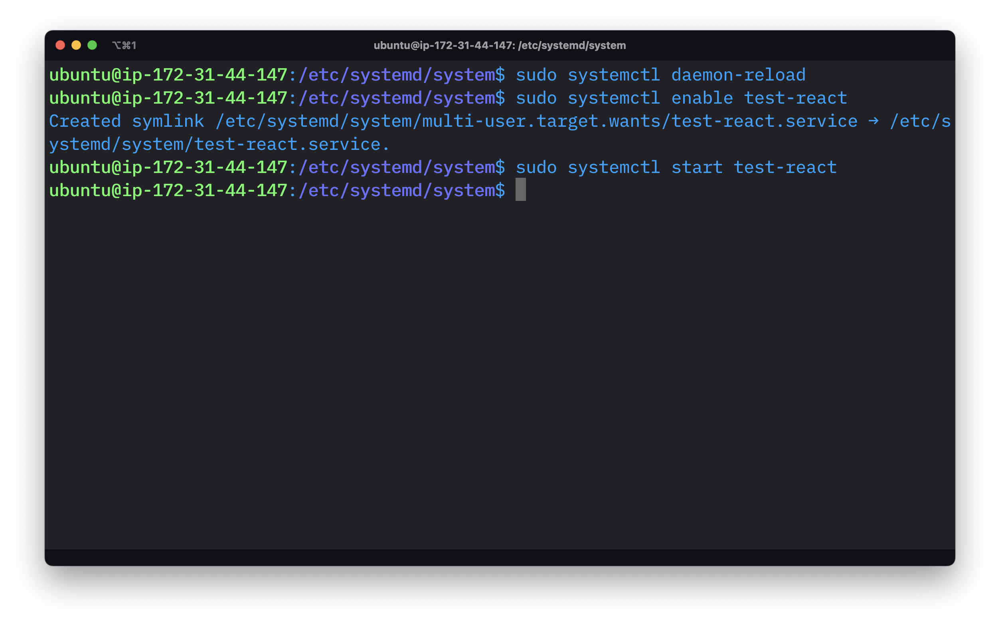 ⌥⌘1
ubuntu@ip-172-31-44-147: /etc/systemd/system
ubuntu@ip-172-31-44-147:/etc/systemd/system$ sudo systemctl daemon-reload
ubuntu@ip-172-31-44-147:/etc/systemd/system$ sudo systemctl enable test-react
Created symlink /etc/systemd/system/multi-user.target.wants/test-react.service → /etc/s
ystemd/system/test-react.service.
ubuntu@ip-172-31-44-147:/etc/systemd/system$ sudo systemctl start test-react
ubuntu@ip-172-31-44-147:/etc/systemd/system$